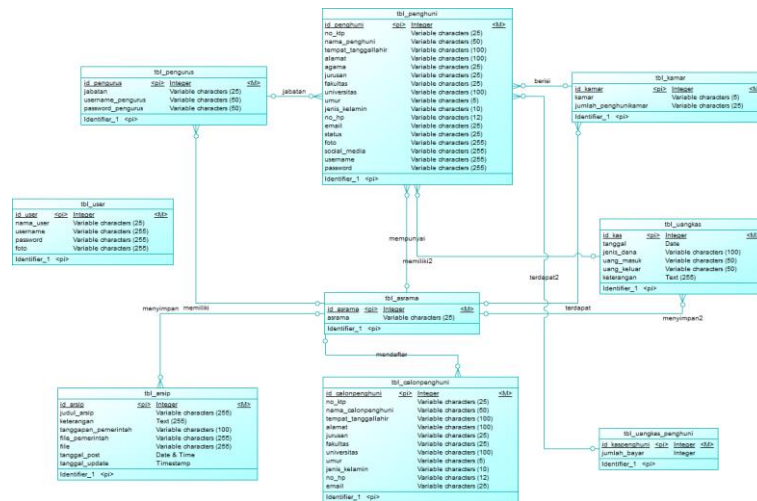 tbl_penghuni
id_penghuni <pi> Integer <M>
no_ktp Variable characters (25)
nama_penghuni Variable characters (50)
tempat_tanggallahir Variable characters (100)
alamat Variable characters (100)
agama Variable characters (25)
jurusan Variable characters (25)
fakultas Variable characters (25)
universitas Variable characters (100)
umur Variable characters (5)
jenis_kelamin Variable characters (10)
no_hp Variable characters (12)
email Variable characters (25)
status Variable characters (25)
foto Variable characters (255)
social_media Variable characters (255)
username Variable characters (255)
password Variable characters (255)
Identifier_1 <pi>
tbl_pengurus
id_pengurus <pi> Integer <M>
jabatan Variable characters (25)
username_pengurus Variable characters (50)
password_pengurus Variable characters (50)
Identifier_1 <pi>
jabatan
berisi
tbl_kamar
id_kamar <pi> Integer <M>
kamar Variable characters (5)
jumlah_penghunikamar Variable characters (25)
Identifier_1 <pi>
tbl_user
id_user <pi> Integer <M>
nama_user Variable characters (25)
username Variable characters (255)
password Variable characters (255)
foto Variable characters (255)
Identifier_1 <pi>
tbl_uangkas
id_kas <pi> Integer <M>
tanggal Date
jenis_dana Variable characters (100)
uang_masuk Variable characters (50)
uang_keluar Variable characters (50)
keterangan Text (255)
Identifier_1 <pi>
mempunyai
memiliki2
terdapat2
tbl_asrama
id_asrama <pi> Integer <M>
asrama Variable characters (25)
Identifier_1 <pi>
menyimpan
memiliki
terdapat
menyimpan2
mendaftar
tbl_arsip
id_arsip <pi> Integer <M>
judul_arsip Variable characters (255)
keterangan Text (255)
tanggapan_pemerintah Variable characters (100)
file_pemerintah Variable characters (255)
file Variable characters (255)
tanggal_post Date & Time
tanggal_update Timestamp
Identifier_1 <pi>
tbl_calonpenghuni
id_calonpenghuni <pi> Integer <M>
no_ktp Variable characters (25)
nama_calonpenghuni Variable characters (50)
tempat_tanggallahir Variable characters (100)
alamat Variable characters (100)
jurusan Variable characters (25)
fakultas Variable characters (25)
universitas Variable characters (100)
umur Variable characters (5)
jenis_kelamin Variable characters (10)
no_hp Variable characters (12)
email Variable characters (25)
Identifier_1 <pi>
tbl_uangkas_penghuni
id_kaspenghuni <pi> Integer <M>
jumlah_bayar Integer
Identifier_1 <pi>